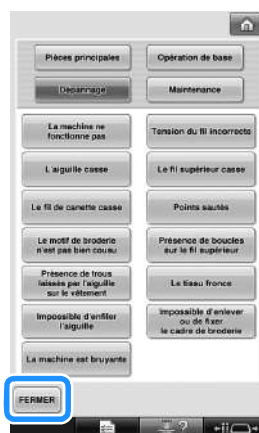 Pièces principales
Opération de base
Dépannage
Maintenance
La machine ne
fonctionne pas
Tension du fil incorrecte
L'aiguille casse
Le fil supérieur casse
Le fil de canette casse
Points sautés
Le motif de broderie
n'est pas bien cousu
Présence de boucles
sur le fil supérieur
Présence de trous
laissés par l'aiguille
sur le vêtement
Le tissu fronce
Impossible d'enfiler
l'aiguille
Impossible d'enlever
ou de fixer
le cadre de broderie
La machine est bruyante
FERMER
?